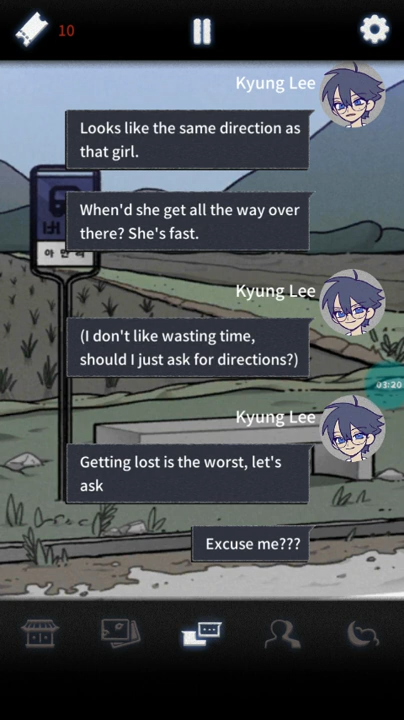 10
Kyung Lee
Looks like the same direction as
that girl.
When'd she get all the way over
there? She's fast.
Kyung Lee
(I don't like wasting time,
should I just ask for directions?)
03:20
Kyung Lee
Getting lost is the worst, let's
ask
Excuse me???